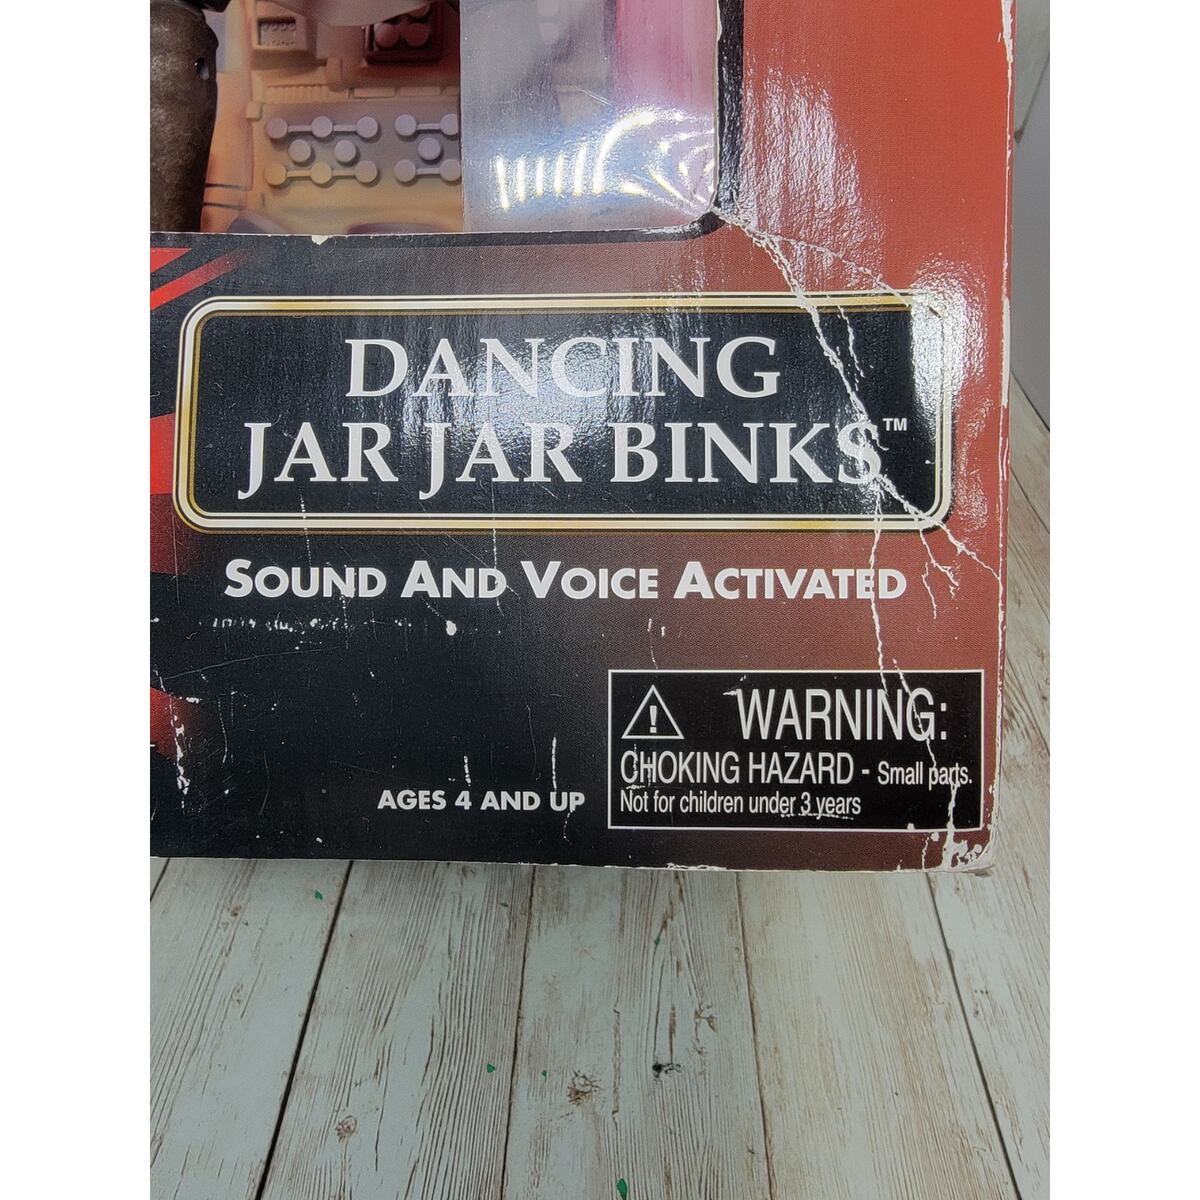 DANCING
JAR JAR BINKS™
SOUND AND VOICE ACTIVATED
WARNING:
CHOKING HAZARD - Small parts.
Not for children under 3 years
AGES 4 AND UP